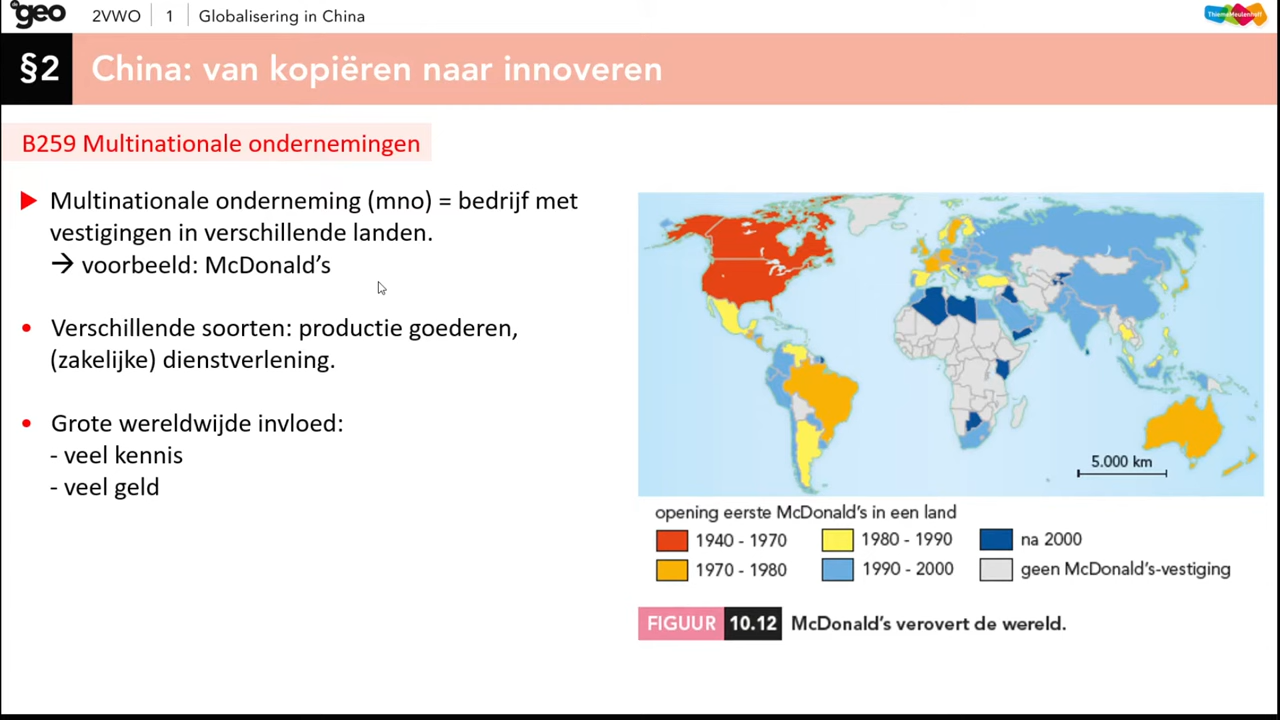 geo 2VWO 1 Globalisering in China
ThiemeMeulenhoff
§2 China: van kopiëren naar innoveren
B259 Multinationale ondernemingen
Multinationale onderneming (mno) = bedrijf met
vestigingen in verschillende landen.
→ voorbeeld: McDonald's
• Verschillende soorten: productie goederen,
(zakelijke) dienstverlening.
• Grote wereldwijde invloed:
- veel kennis
- veel geld
5.000 km
opening eerste McDonald's in een land
1940 - 1970 1980 - 1990 na 2000
1970 - 1980 1990 - 2000 geen McDonald's-vestiging
FIGUUR 10.12 McDonald's verovert de wereld.